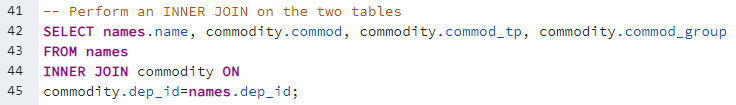 41 -- Perform an INNER JOIN on the two tables
42 SELECT names.name, commodity.commod, commodity.commod_tp, commodity.commod_group
43 FROM names
44 INNER JOIN commodity ON
45 commodity.dep_id=names.dep_id;